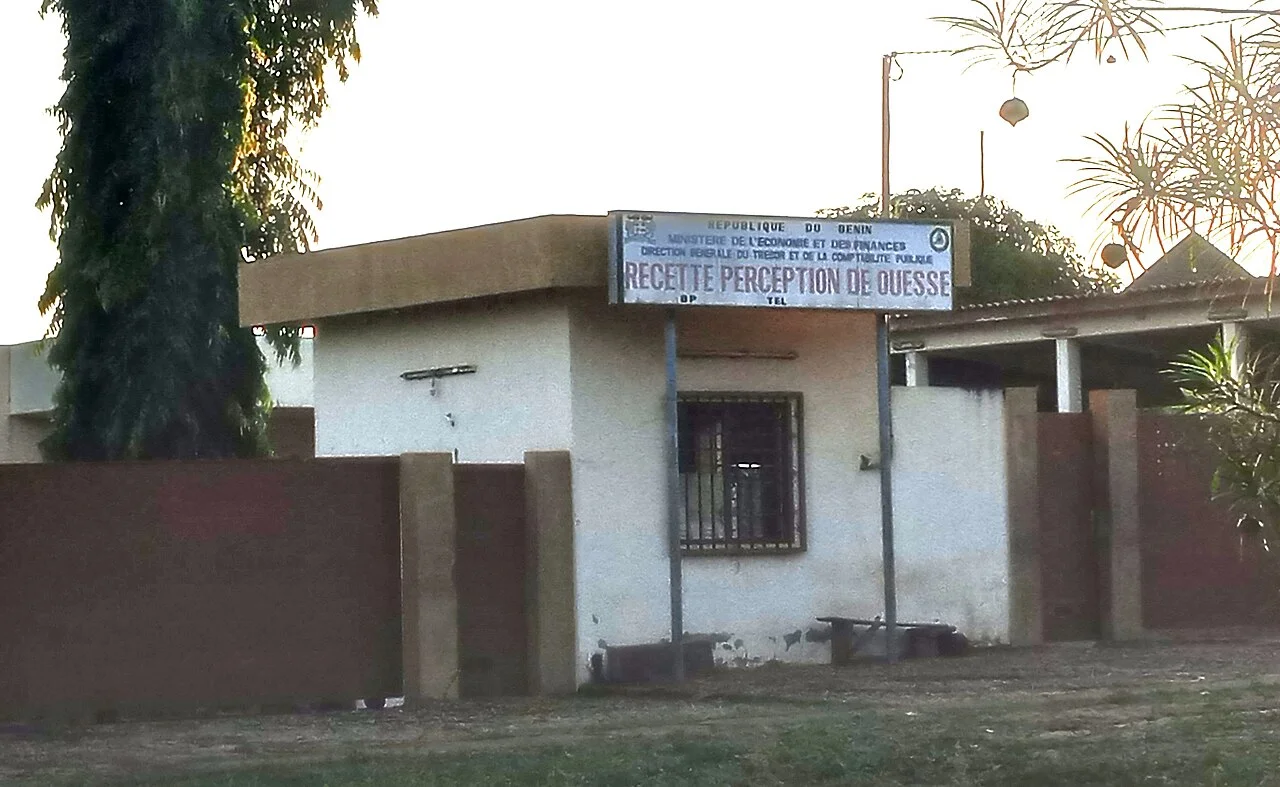 REPUBLIQUE DU BENIN
MINISTERE DE L'ECONOMIE ET DES FINANCES
DIRECTION GENERALE DU TRESOR ET DE LA COMPTABILITE PUBLIQUE
RECETTE PERCEPTION DE OUESSE
BP TEL